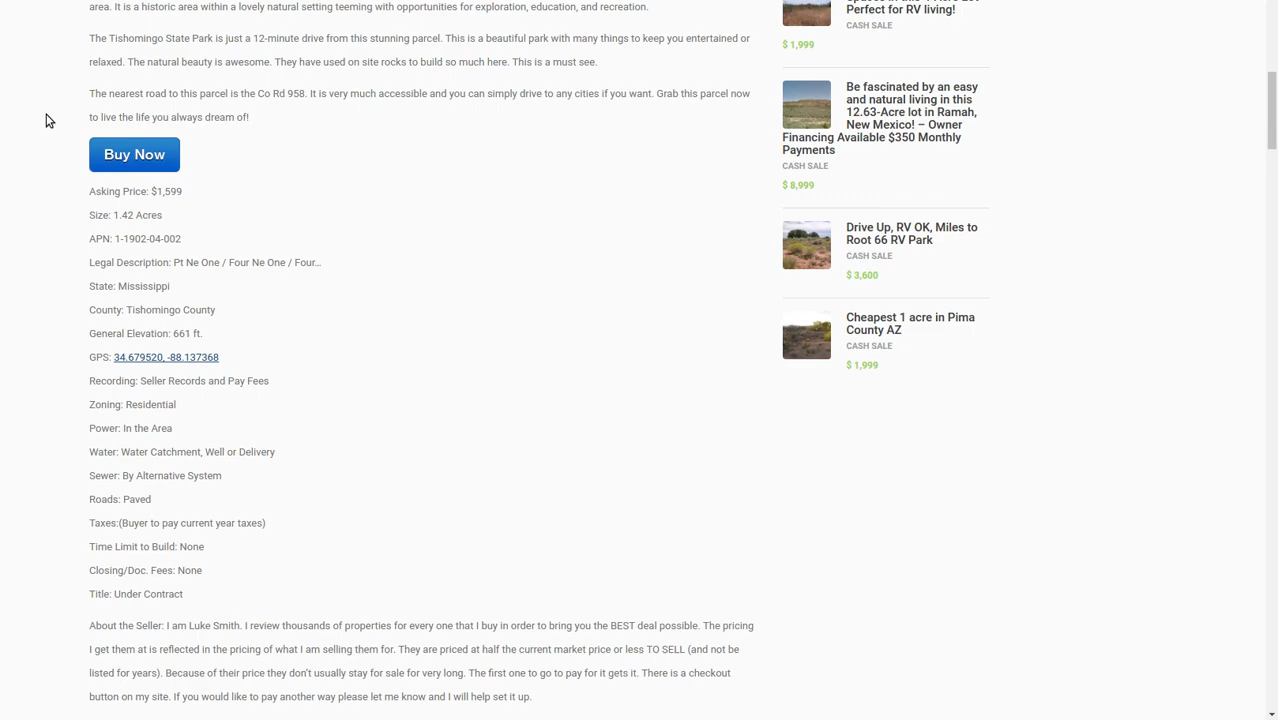 area. It is a historic area within a lovely natural setting teeming with opportunities for exploration, education, and recreation.
The Tishomingo State Park is just a 12-minute drive from this stunning parcel. This is a beautiful park with many things to keep you entertained or
relaxed. The natural beauty is awesome. They have used on site rocks to build so much here. This is a must see.
The nearest road to this parcel is the Co Rd 958. It is very much accessible and you can simply drive to any cities if you want. Grab this parcel now
to live the life you always dream of!
Buy Now
Asking Price: $1,599
Size: 1.42 Acres
APN: 1-1902-04-002
Legal Description: Pt Ne One / Four Ne One / Four...
State: Mississippi
County: Tishomingo County
General Elevation: 661 ft.
GPS: 34.679520, -88.137368
Recording: Seller Records and Pay Fees
Zoning: Residential
Power: In the Area
Water: Water Catchment, Well or Delivery
Sewer: By Alternative System
Roads: Paved
Taxes:(Buyer to pay current year taxes)
Time Limit to Build: None
Closing/Doc. Fees: None
Title: Under Contract
About the Seller: I am Luke Smith. I review thousands of properties for every one that I buy in order to bring you the BEST deal possible. The pricing
I get them at is reflected in the pricing of what I am selling them for. They are priced at half the current market price or less TO SELL (and not be
listed for years). Because of their price they don't usually stay for sale for very long. The first one to go to pay for it gets it. There is a checkout
button on my site. If you would like to pay another way please let me know and I will help set it up.
Perfect for RV living!
CASH SALE
$ 1,999
Be fascinated by an easy
and natural living in this
12.63-Acre lot in Ramah,
New Mexico! – Owner
Financing Available $350 Monthly
Payments
CASH SALE
$ 8,999
Drive Up, RV OK, Miles to
Root 66 RV Park
CASH SALE
$ 3,600
Cheapest 1 acre in Pima
County AZ
CASH SALE
$ 1,999